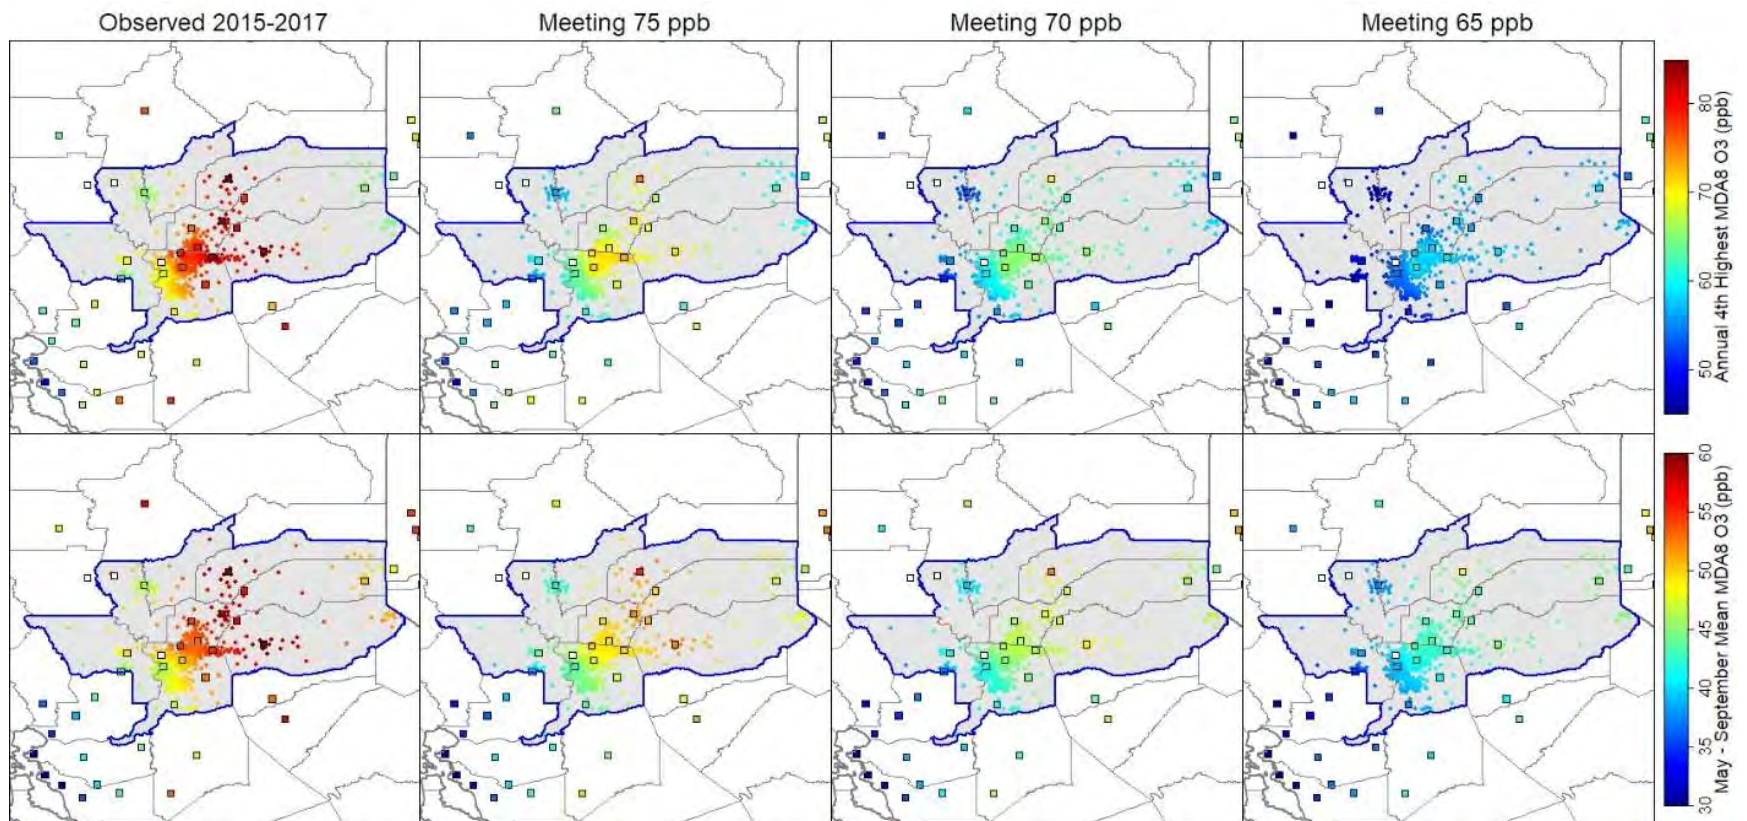 Observed 2015-2017
Meeting 75 ppb
Meeting 70 ppb
Meeting 65 ppb
80
70
60
50
Annual 4th Highest MDA8 O3 (ppb)
60
55
50
45
40
35
30
May - September Mean MDA8 O3 (ppb)